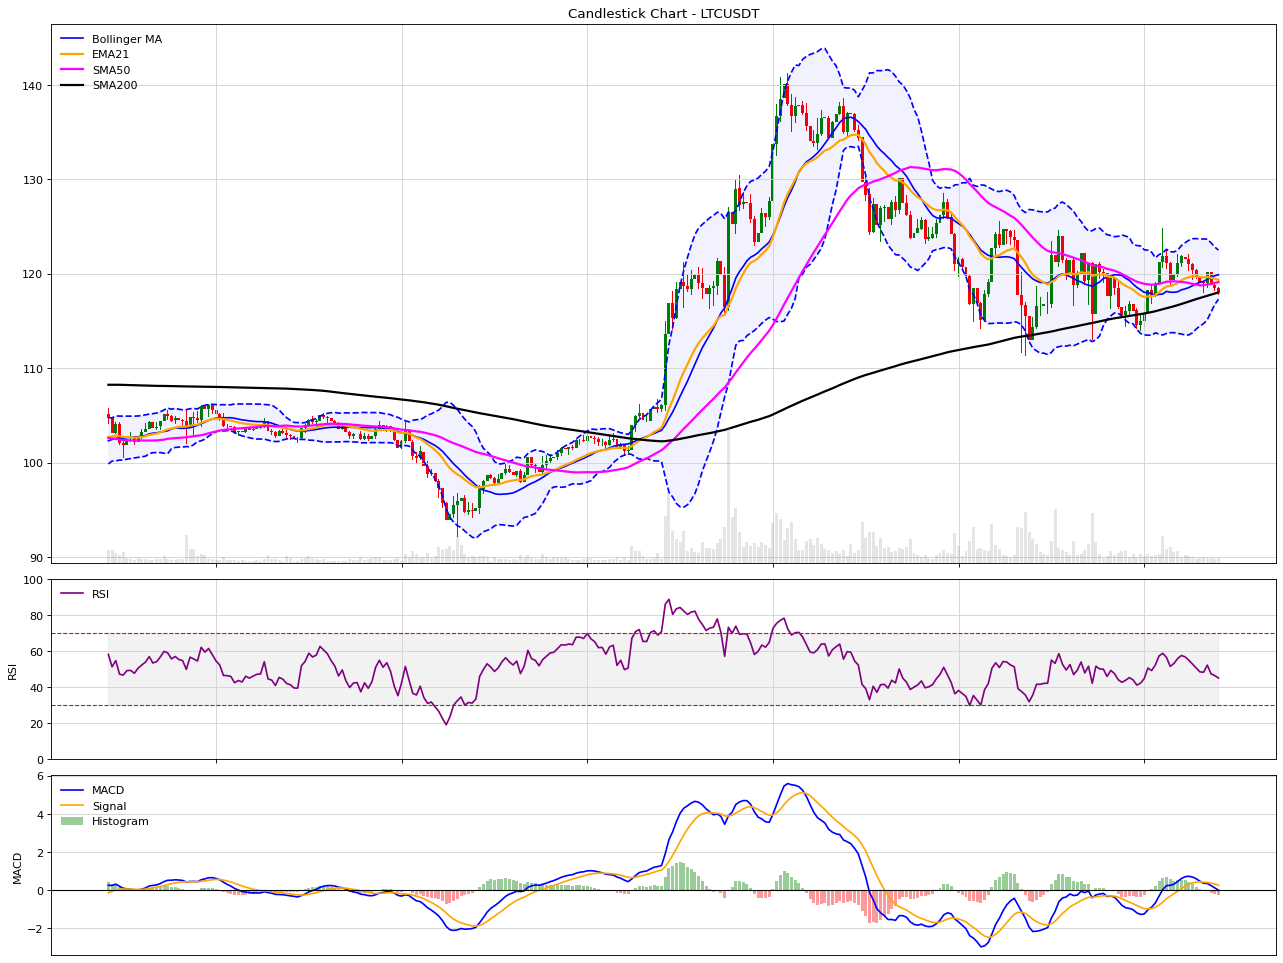 Candlestick Chart - LTCUSDT
Bollinger MA
EMA21
SMA50
SMA200
140
130
120
110
100
90
RSI
100
80
60
40
20
0
RSI
MACD
Signal
Histogram
6
4
2
0
−2
MACD